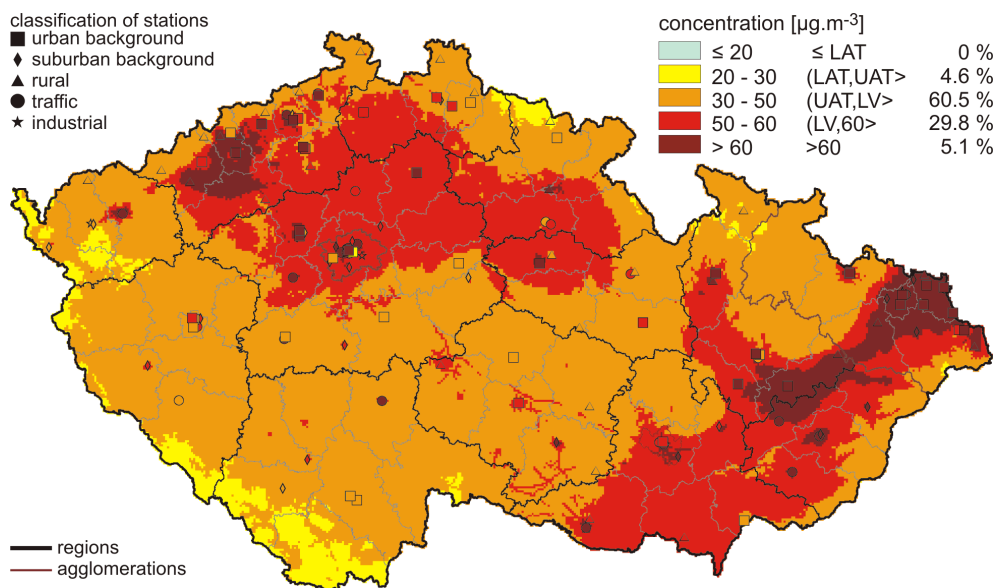 classification of stations
urban background
suburban background
rural
traffic
industrial
concentration [µg.m-3]
≤ 20 ≤ LAT 0 %
20 - 30 (LAT,UAT> 4.6 %
30 - 50 (UAT,LV> 60.5 %
50 - 60 (LV,60> 29.8 %
> 60 >60 5.1 %
regions
agglomerations